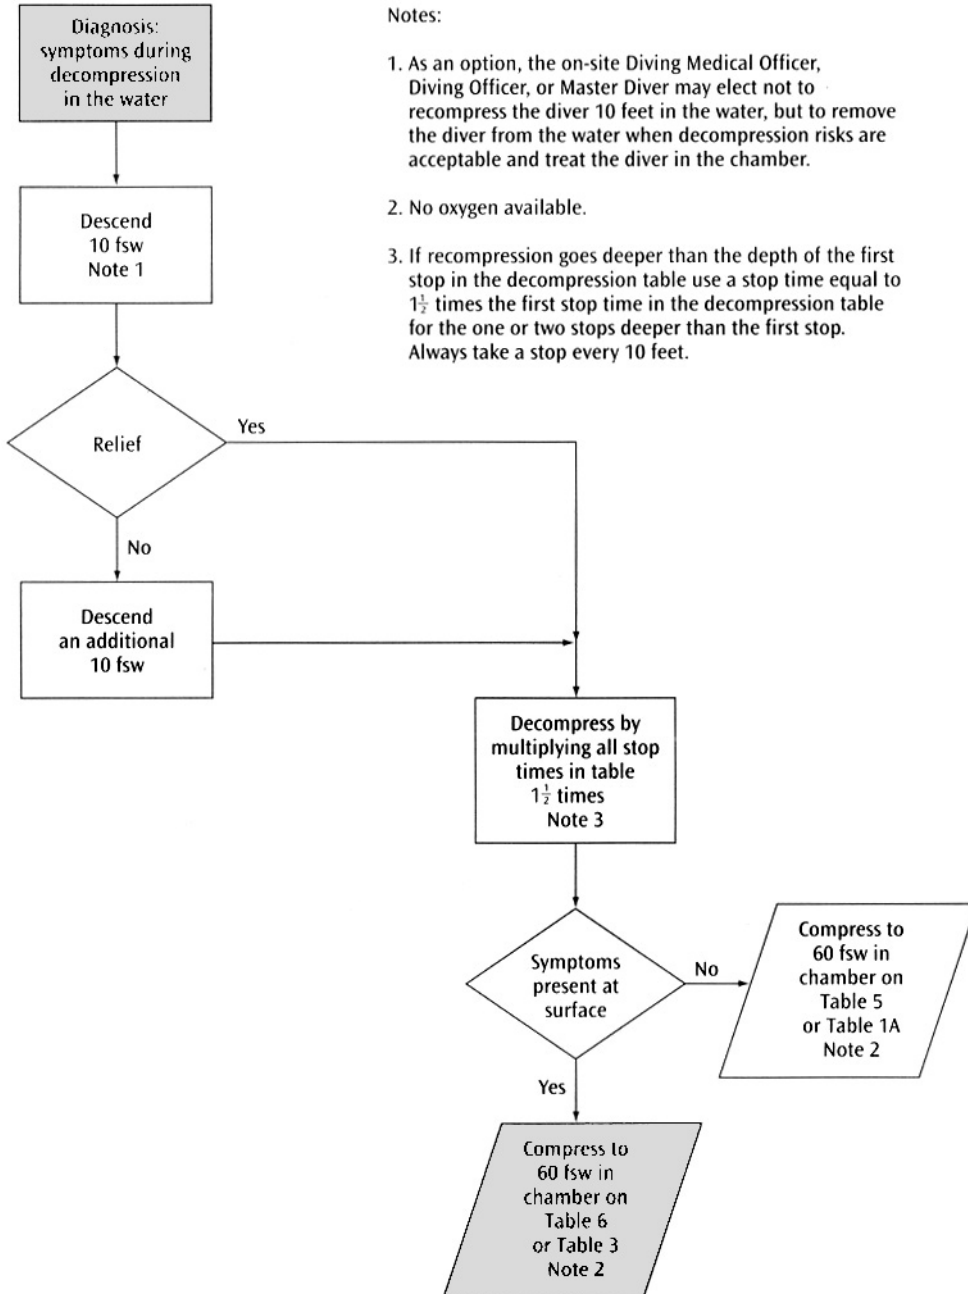 Diagnosis:
symptoms during
decompression
in the water
Notes:
1. As an option, the on-site Diving Medical Officer,
Diving Officer, or Master Diver may elect not to
recompress the diver 10 feet in the water, but to remove
the diver from the water when decompression risks are
acceptable and treat the diver in the chamber.
2. No oxygen available.
3. If recompression goes deeper than the depth of the first
stop in the decompression table use a stop time equal to
1½ times the first stop time in the decompression table
for the one or two stops deeper than the first stop.
Always take a stop every 10 feet.
Descend
10 fsw
Note 1
Relief
Yes
No
Descend
an additional
10 fsw
Decompress by
multiplying all stop
times in table
1½ times
Note 3
Symptoms
present at
surface
No
Compress to
60 fsw in
chamber on
Table 5
or Table 1A
Note 2
Yes
Compress to
60 fsw in
chamber on
Table 6
or Table 3
Note 2